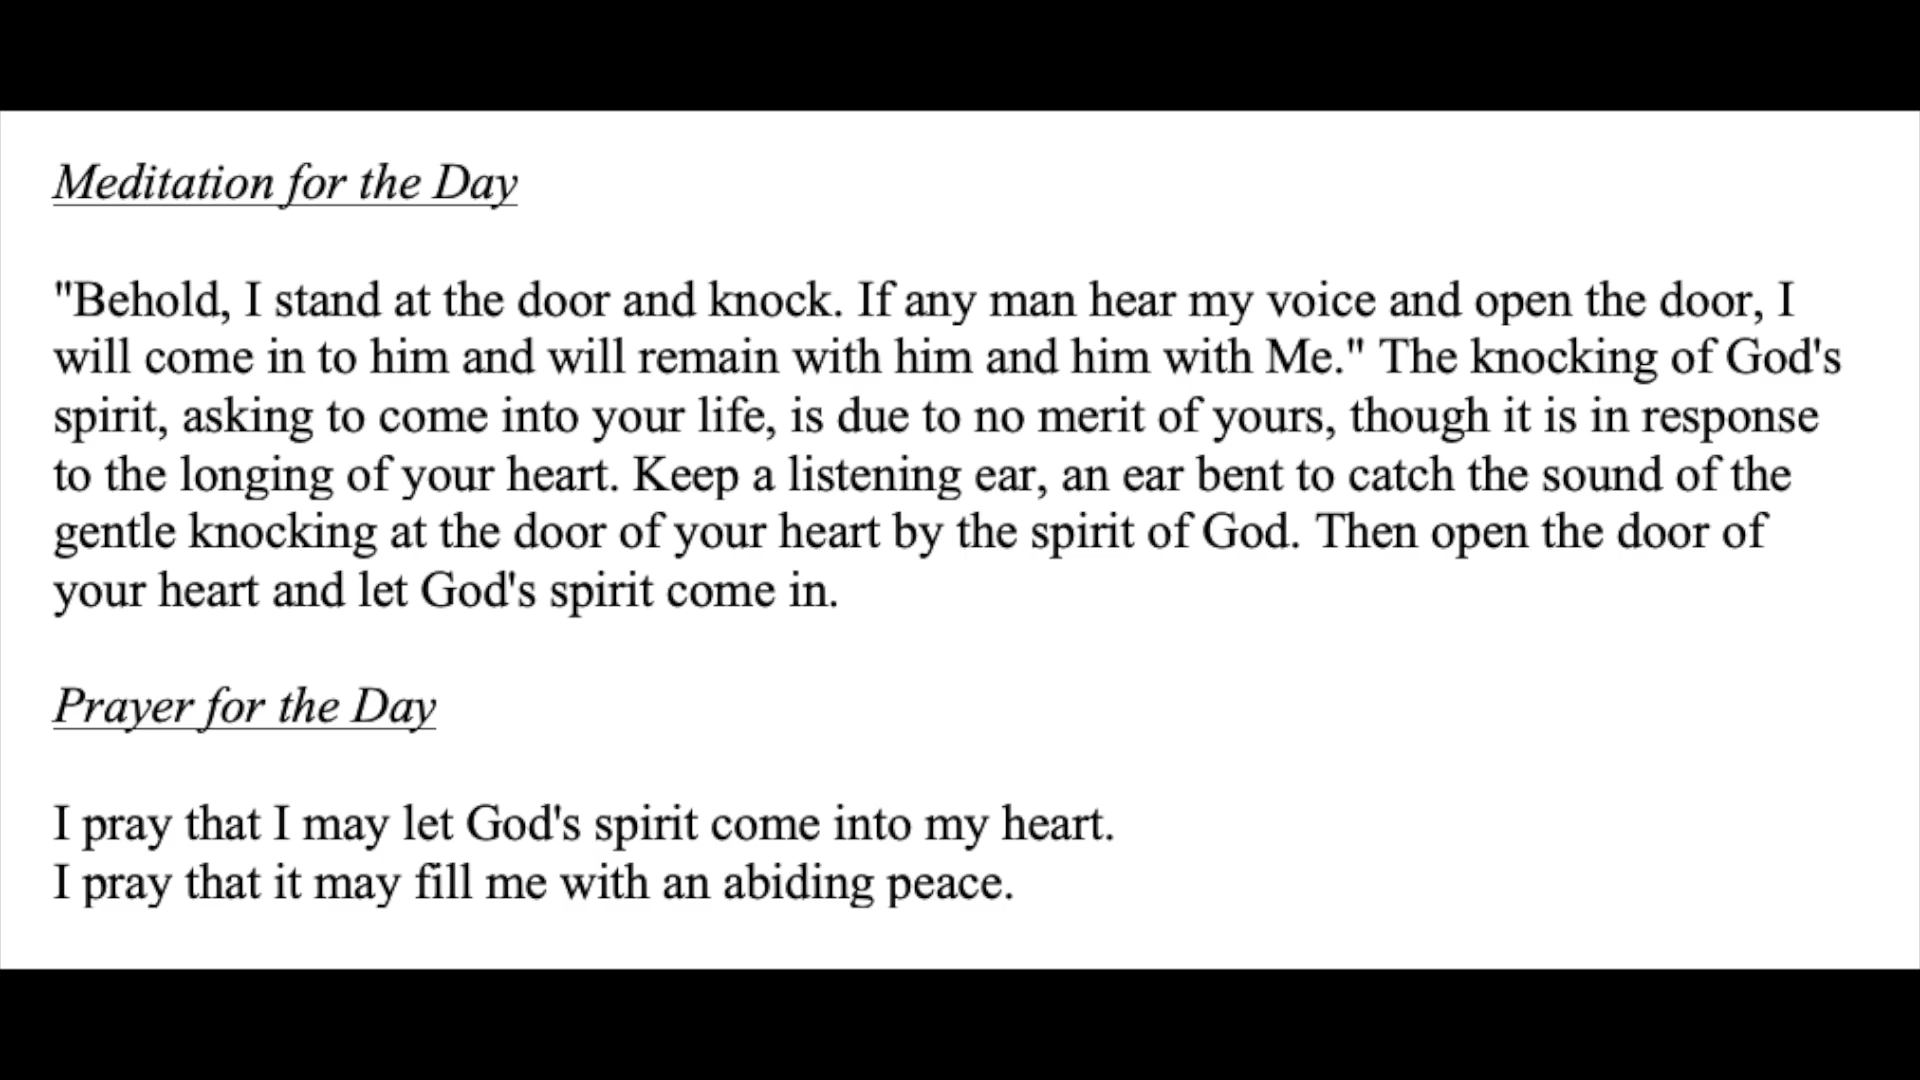 Meditation for the Day
"Behold, I stand at the door and knock. If any man hear my voice and open the door, I
will come in to him and will remain with him and him with Me." The knocking of God's
spirit, asking to come into your life, is due to no merit of yours, though it is in response
to the longing of your heart. Keep a listening ear, an ear bent to catch the sound of the
gentle knocking at the door of your heart by the spirit of God. Then open the door of
your heart and let God's spirit come in.
Prayer for the Day
I pray that I may let God's spirit come into my heart.
I pray that it may fill me with an abiding peace.